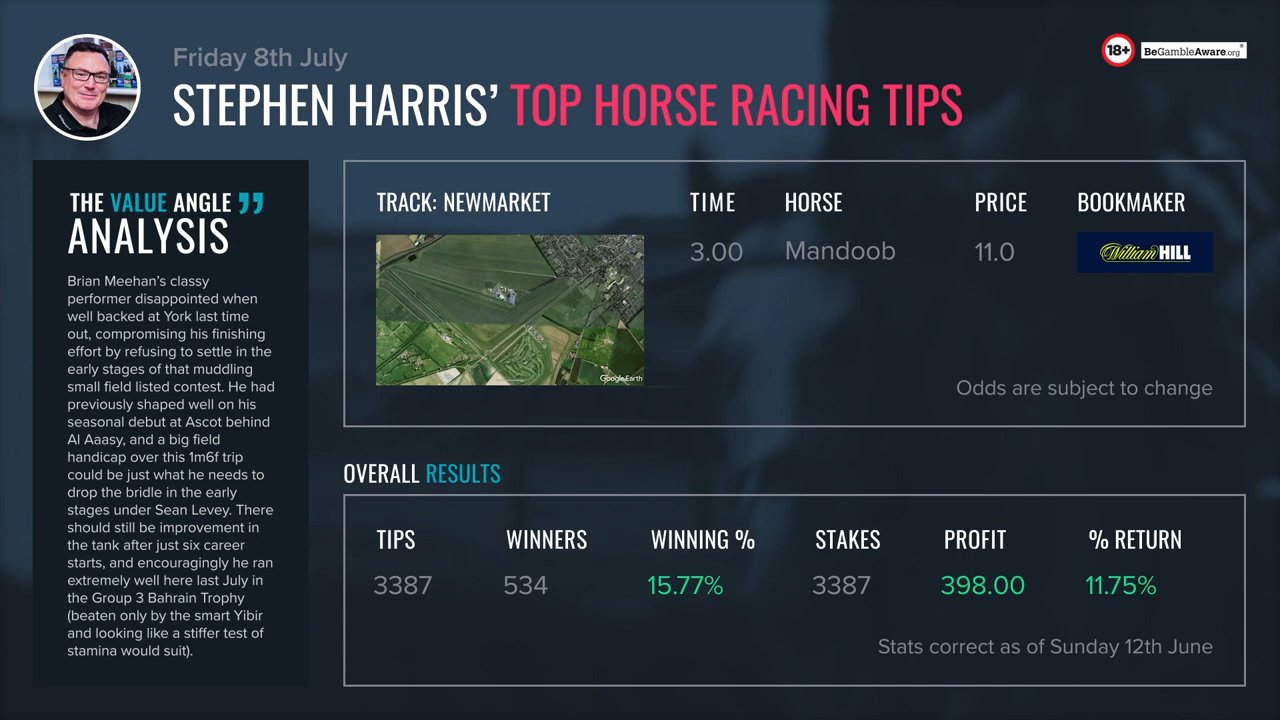 Friday 8th July
STEPHEN HARRIS’ TOP HORSE RACING TIPS
18+
BeGambleAware.org®
THE VALUE ANGLE ”
ANALYSIS
Brian Meehan’s classy
performer disappointed when
well backed at York last time
out, compromising his finishing
effort by refusing to settle in the
early stages of that muddling
small field listed contest. He had
previously shaped well on his
seasonal debut at Ascot behind
Al Aaasy, and a big field
handicap over this 1m6f trip
could be just what he needs to
drop the bridle in the early
stages under Sean Levey. There
should still be improvement in
the tank after just six career
starts, and encouragingly he ran
extremely well here last July in
the Group 3 Bahrain Trophy
(beaten only by the smart Yibir
and looking like a stiffer test of
stamina would suit).
TRACK: NEWMARKET TIME HORSE PRICE BOOKMAKER
3.00 Mandoob 11.0 William HILL
Google Earth
Odds are subject to change
OVERALL RESULTS
TIPS WINNERS WINNING % STAKES PROFIT % RETURN
3387 534 15.77% 3387 398.00 11.75%
Stats correct as of Sunday 12th June